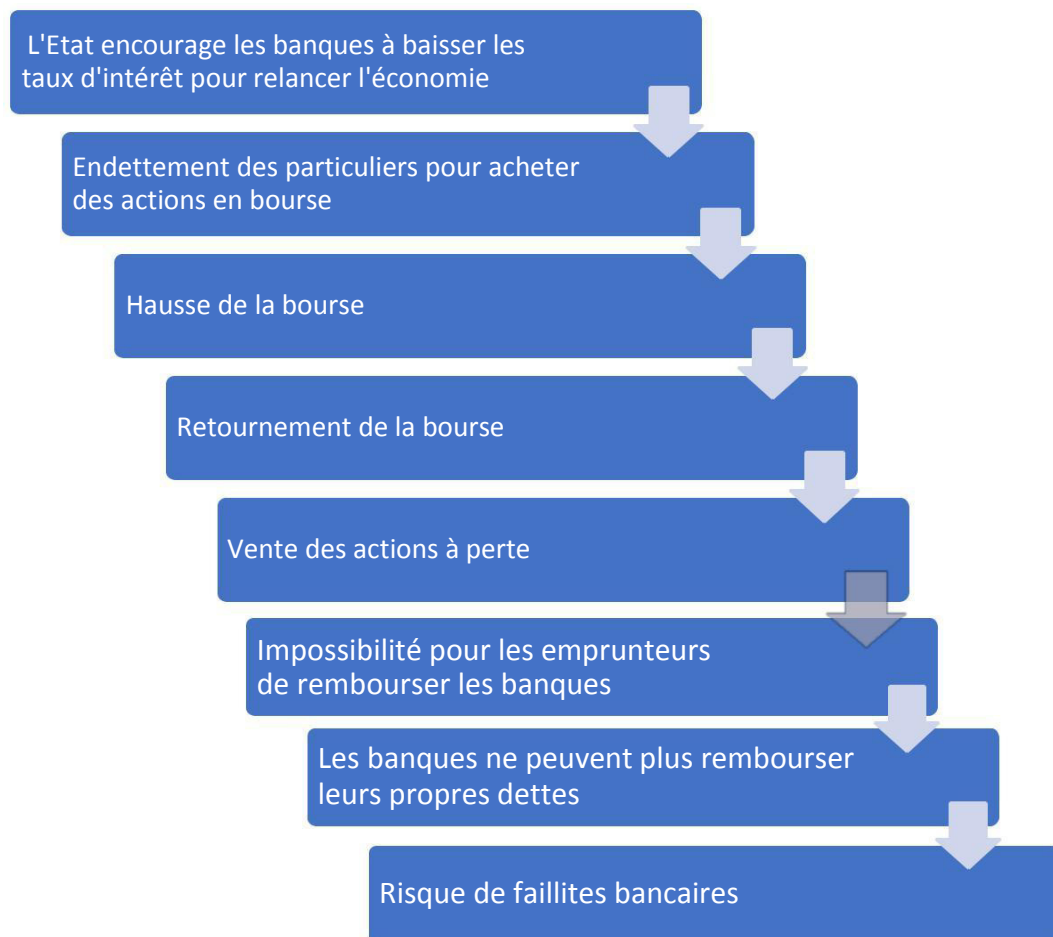 L'Etat encourage les banques à baisser les
taux d'intérêt pour relancer l'économie
Endettement des particuliers pour acheter
des actions en bourse
Hausse de la bourse
Retournement de la bourse
Vente des actions à perte
Impossibilité pour les emprunteurs
de rembourser les banques
Les banques ne peuvent plus rembourser
leurs propres dettes
Risque de faillites bancaires